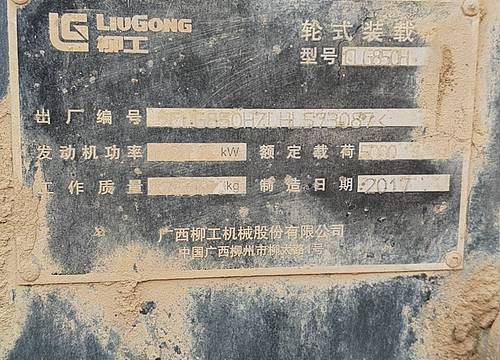 LIUGONG
柳工
轮式装载
型号 CLG850H
出厂编号
发动机功率 kW 额定载荷
工作质量 kg 制造日期 2017
广西柳工机械股份有限公司
中国广西柳州市柳太路1号